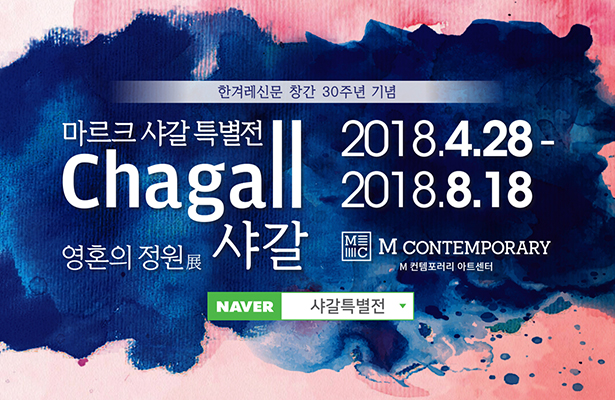 한겨레신문 창간 30주년 기념
마르크 샤갈 특별전
Chagall
샤갈
영혼의 정원展
2018.4.28 -
2018.8.18
M C
M CONTEMPORARY
M 컨템포러리 아트센터
NAVER 샤갈특별전